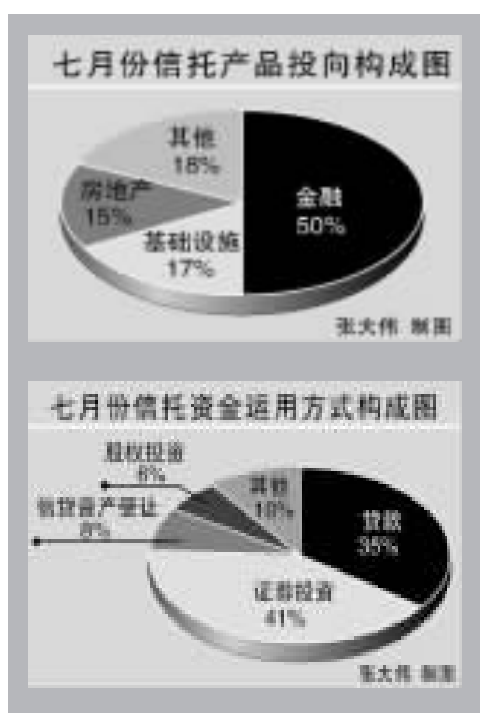 七月份信托产品投向构成图
其他
18%
房地产
15%
金融
50%
基础设施
17%
张大伟 制图
七月份信托资金运用方式构成图
股权投资
6%
信贷资产受让
8%
其他
10%
贷款
35%
证券投资
41%
张大伟 制图